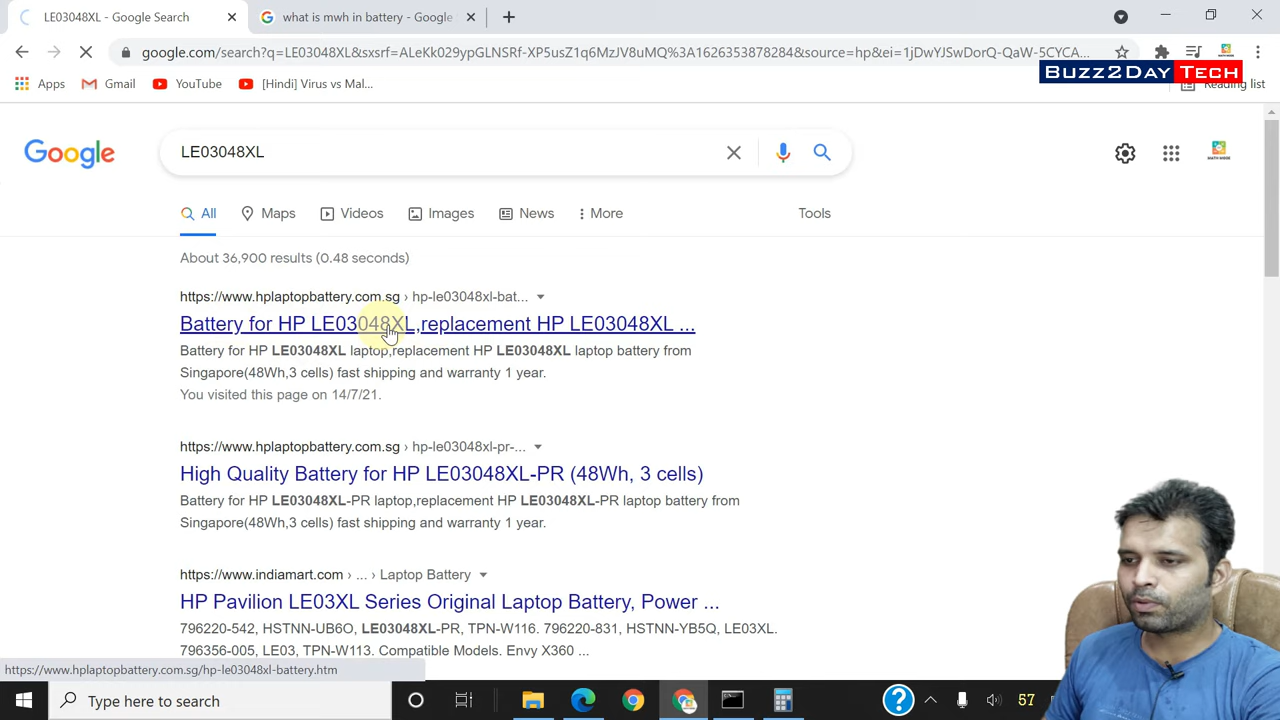 LE03048XL - Google Search
what is mwh in battery - Google
google.com/search?q=LE03048XL&sxsrf=ALeKk029ypGLNSRf-XP5usZ1q6MzJV8uMQ%3A1626353878284&source=hp&ei=1jDwYJSwDorQ-QaW-5CYCA...
Apps
Gmail
YouTube
[Hindi] Virus vs Mal...
Reading list
Buzz2Day Tech
Google
LE03048XL
All
Maps
Videos
Images
News
More
Tools
About 36,900 results (0.48 seconds)
https://www.hplaptopbattery.com.sg › hp-le03048xl-bat...
Battery for HP LE03048XL,replacement HP LE03048XL ...
Battery for HP LE03048XL laptop,replacement HP LE03048XL laptop battery from
Singapore(48Wh,3 cells) fast shipping and warranty 1 year.
You visited this page on 14/7/21.
https://www.hplaptopbattery.com.sg › hp-le03048xl-pr-...
High Quality Battery for HP LE03048XL-PR (48Wh, 3 cells)
Battery for HP LE03048XL-PR laptop,replacement HP LE03048XL-PR laptop battery from
Singapore(48Wh,3 cells) fast shipping and warranty 1 year.
https://www.indiamart.com › ... › Laptop Battery
HP Pavilion LE03XL Series Original Laptop Battery, Power ...
796220-542, HSTNN-UB6O, LE03048XL-PR, TPN-W116. 796220-831, HSTNN-YB5Q, LE03XL.
796356-005, LE03, TPN-W113. Compatible Models. Envy X360 ...
https://www.hplaptopbattery.com.sg/hp-le03048xl-battery.htm
Type here to search
57